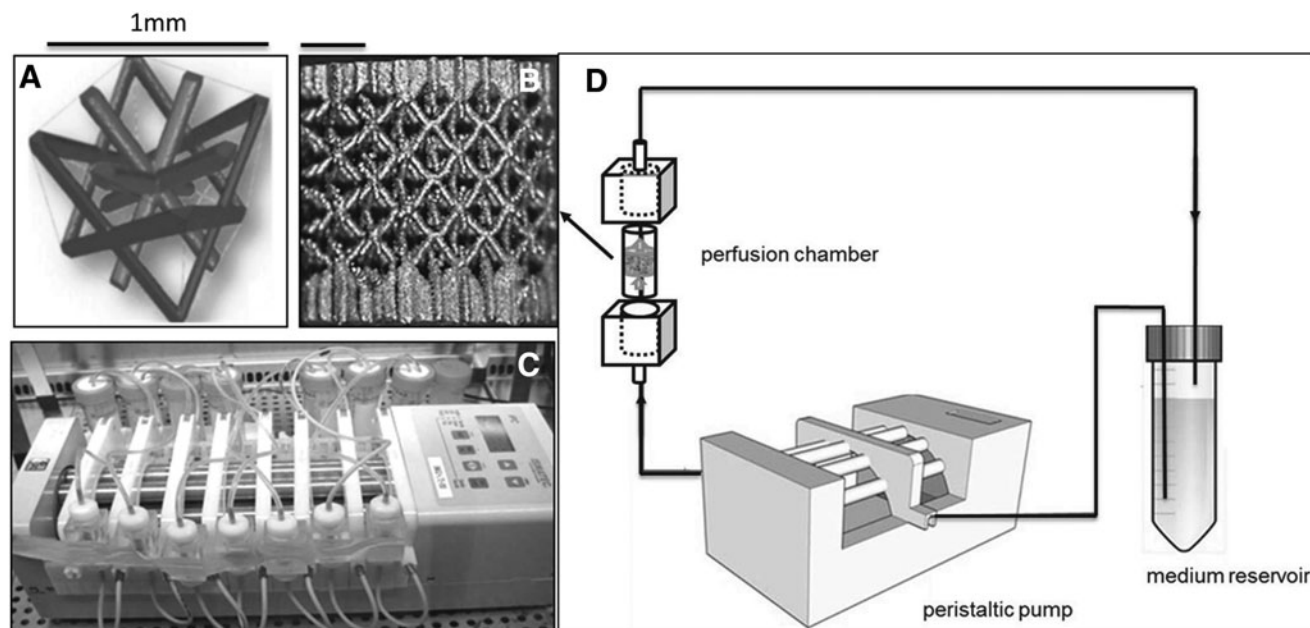 1mm
A
B
D
perfusion chamber
C
medium reservoir
peristaltic pump